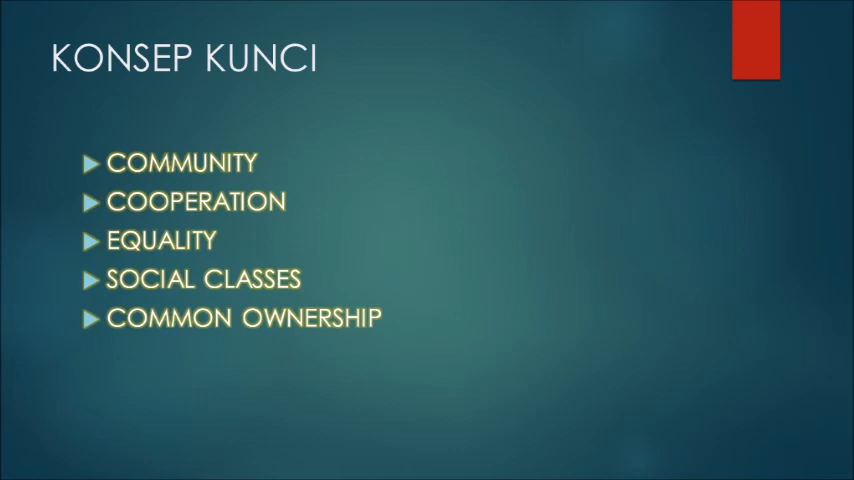 KONSEP KUNCI
COMMUNITY
COOPERATION
EQUALITY
SOCIAL CLASSES
COMMON OWNERSHIP